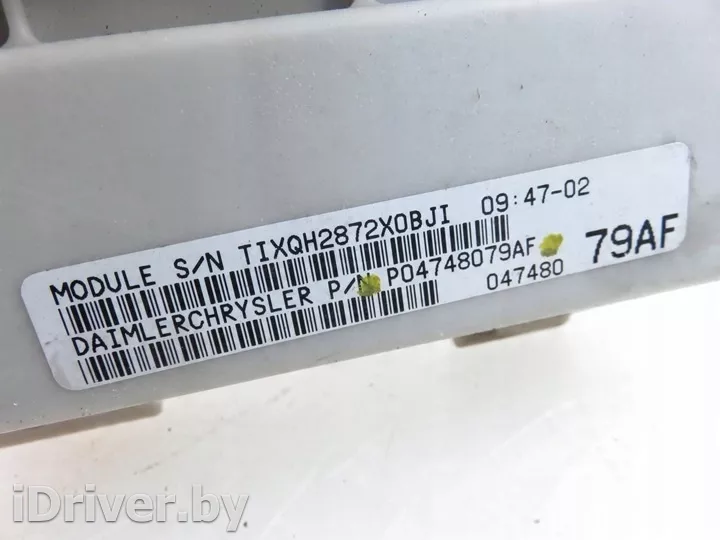 MODULE S/N TIXQH2872X0BJI 09:47-02
DAIMLERCHRYSLER P/N P04748079AF 79AF
047480
iDriver.by